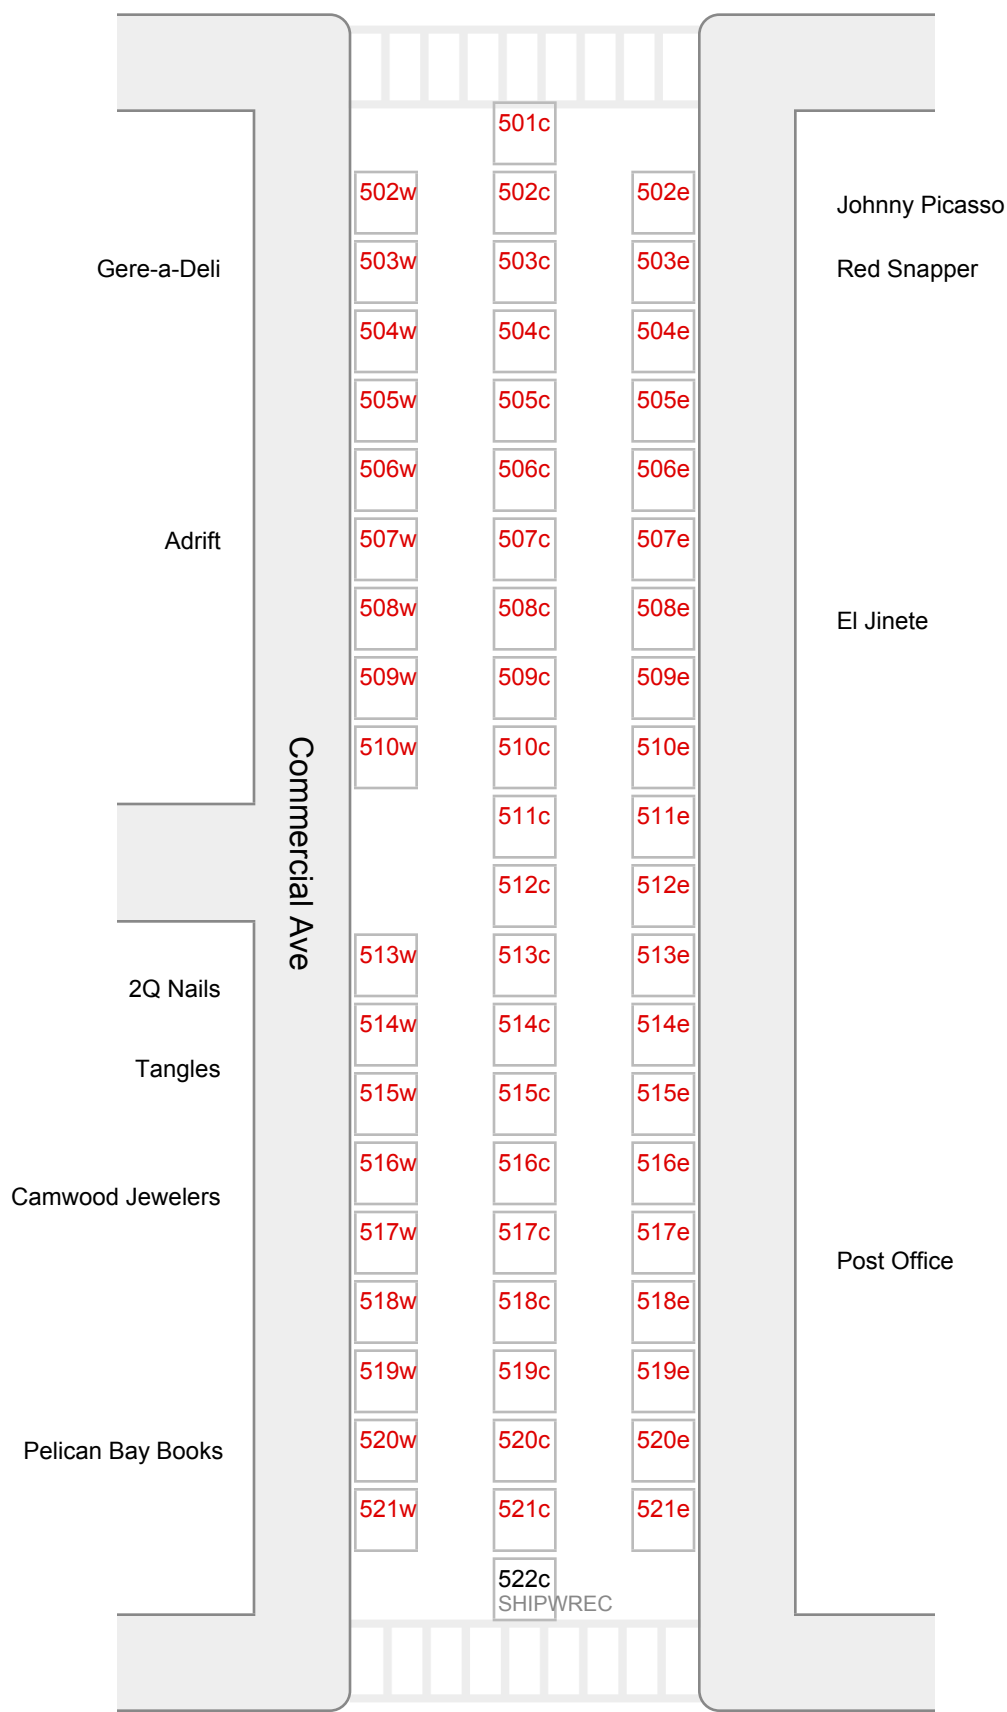 501c
502w 502c 502e Johnny Picasso
Gere-a-Deli 503w 503c 503e Red Snapper
504w 504c 504e
505w 505c 505e
506w 506c 506e
Adrift 507w 507c 507e
508w 508c 508e El Jinete
509w 509c 509e
510w 510c 510e
Commercial Ave
511c 511e
512c 512e
513w 513c 513e
2Q Nails
514w 514c 514e
Tangles
515w 515c 515e
516w 516c 516e
Camwood Jewelers
517w 517c 517e
Post Office
518w 518c 518e
519w 519c 519e
Pelican Bay Books 520w 520c 520e
521w 521c 521e
522c
SHIPWREC